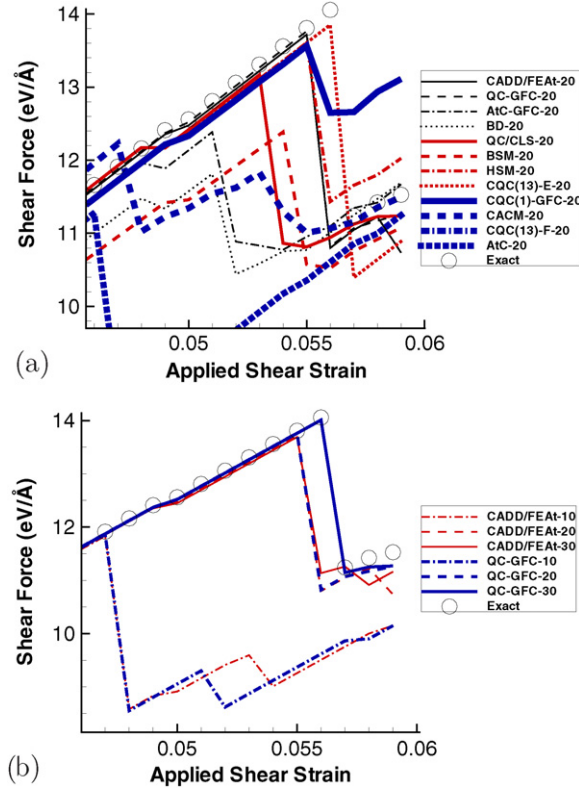 14
13
12
11
10
Shear Force (eV/Å)
0.05
0.055
0.06
Applied Shear Strain
(a)
CADD/FEAt-20
QC-GFC-20
AtC-GFC-20
BD-20
QC/CLS-20
BSM-20
HSM-20
CQC(13)-E-20
CQC(1)-GFC-20
CACM-20
CQC(13)-F-20
AtC-20
Exact
14
12
10
Shear Force (eV/Å)
0.05
0.055
0.06
Applied Shear Strain
(b)
CADD/FEAt-10
CADD/FEAt-20
CADD/FEAt-30
QC-GFC-10
QC-GFC-20
QC-GFC-30
Exact